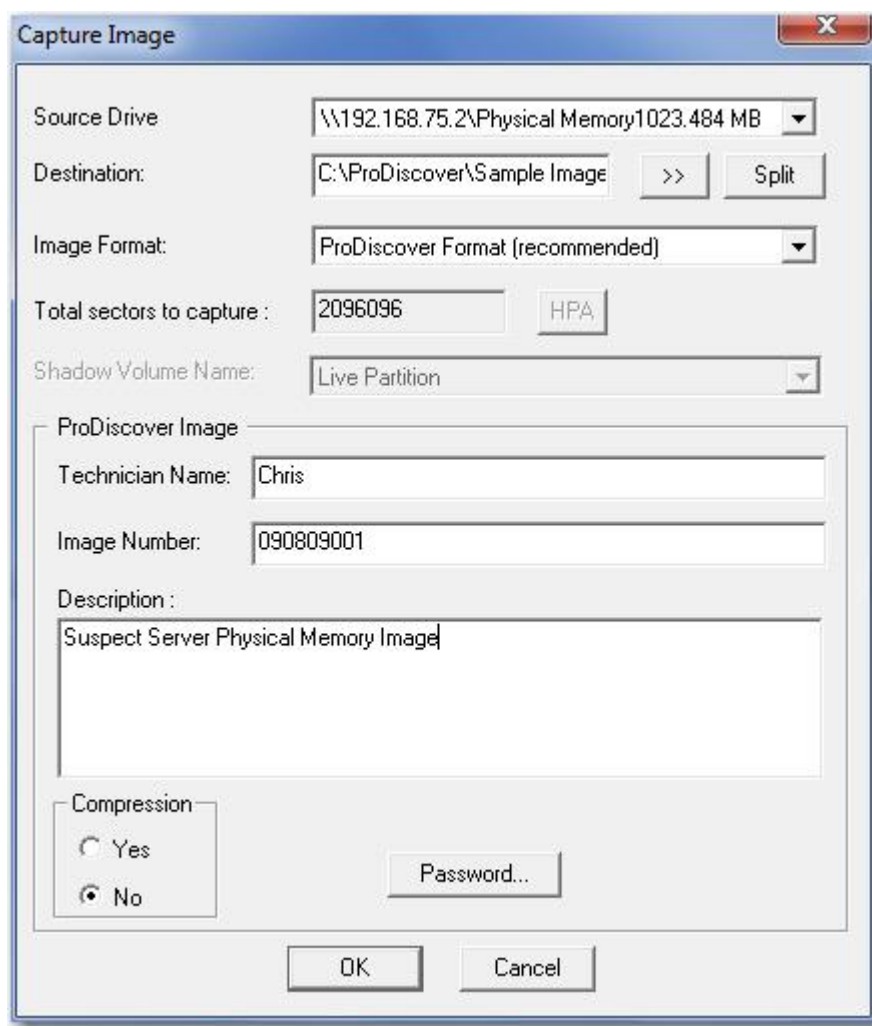 Capture Image
Source Drive
\\192.168.75.2\Physical Memory1023.484 MB
Destination:
C:\ProDiscover\Sample Image
>>
Split
Image Format:
ProDiscover Format (recommended)
Total sectors to capture :
2096096
HPA
Shadow Volume Name:
Live Partition
ProDiscover Image
Technician Name:
Chris
Image Number:
090809001
Description :
Suspect Server Physical Memory Image
Compression
Yes
No
Password...
OK
Cancel